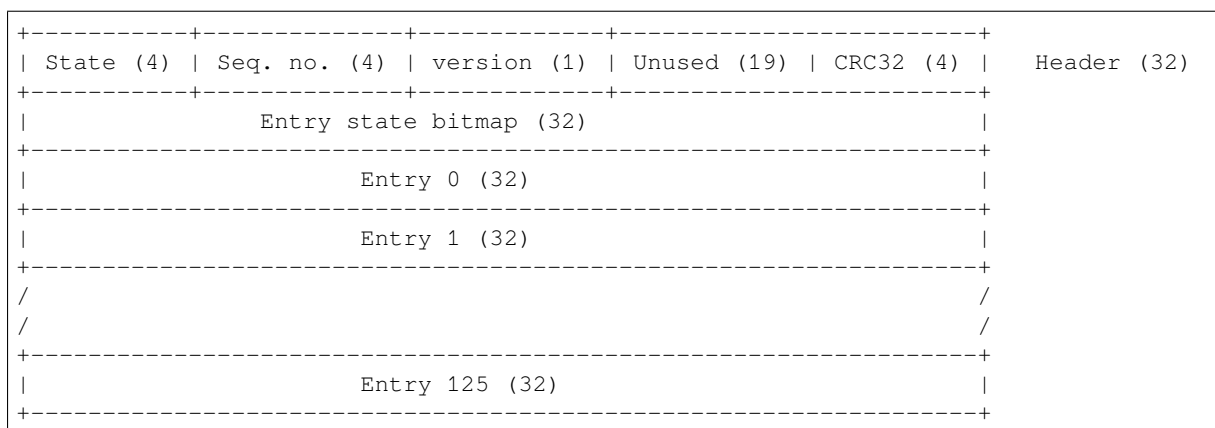 +-----------+--------------+-------------+-------------------------+
| State (4) | Seq. no. (4) | version (1) | Unused (19) | CRC32 (4) | Header (32)
+-----------+--------------+-------------+-------------------------+
| Entry state bitmap (32) |
+------------------------------------------------------------------+
| Entry 0 (32) |
+------------------------------------------------------------------+
| Entry 1 (32) |
+------------------------------------------------------------------+
/ /
/ /
+------------------------------------------------------------------+
| Entry 125 (32) |
+------------------------------------------------------------------+